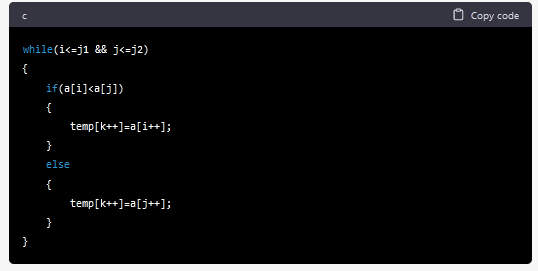 c Copy code
while(i<=j1 && j<=j2)
{
    if(a[i]<a[j])
    {
        temp[k++]=a[i++];
    }
    else
    {
        temp[k++]=a[j++];
    }
}